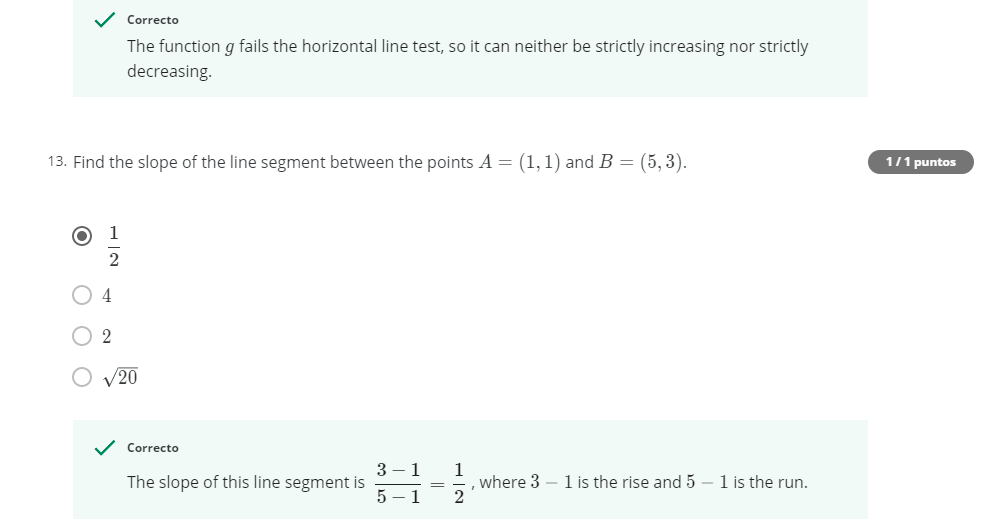 Correcto
The function g fails the horizontal line test, so it can neither be strictly increasing nor strictly
decreasing.
13. Find the slope of the line segment between the points A = (1, 1) and B = (5, 3).
1 / 1 puntos
1/2
4
2
√20
Correcto
The slope of this line segment is (3 − 1)/(5 − 1) = 1/2, where 3 − 1 is the rise and 5 − 1 is the run.